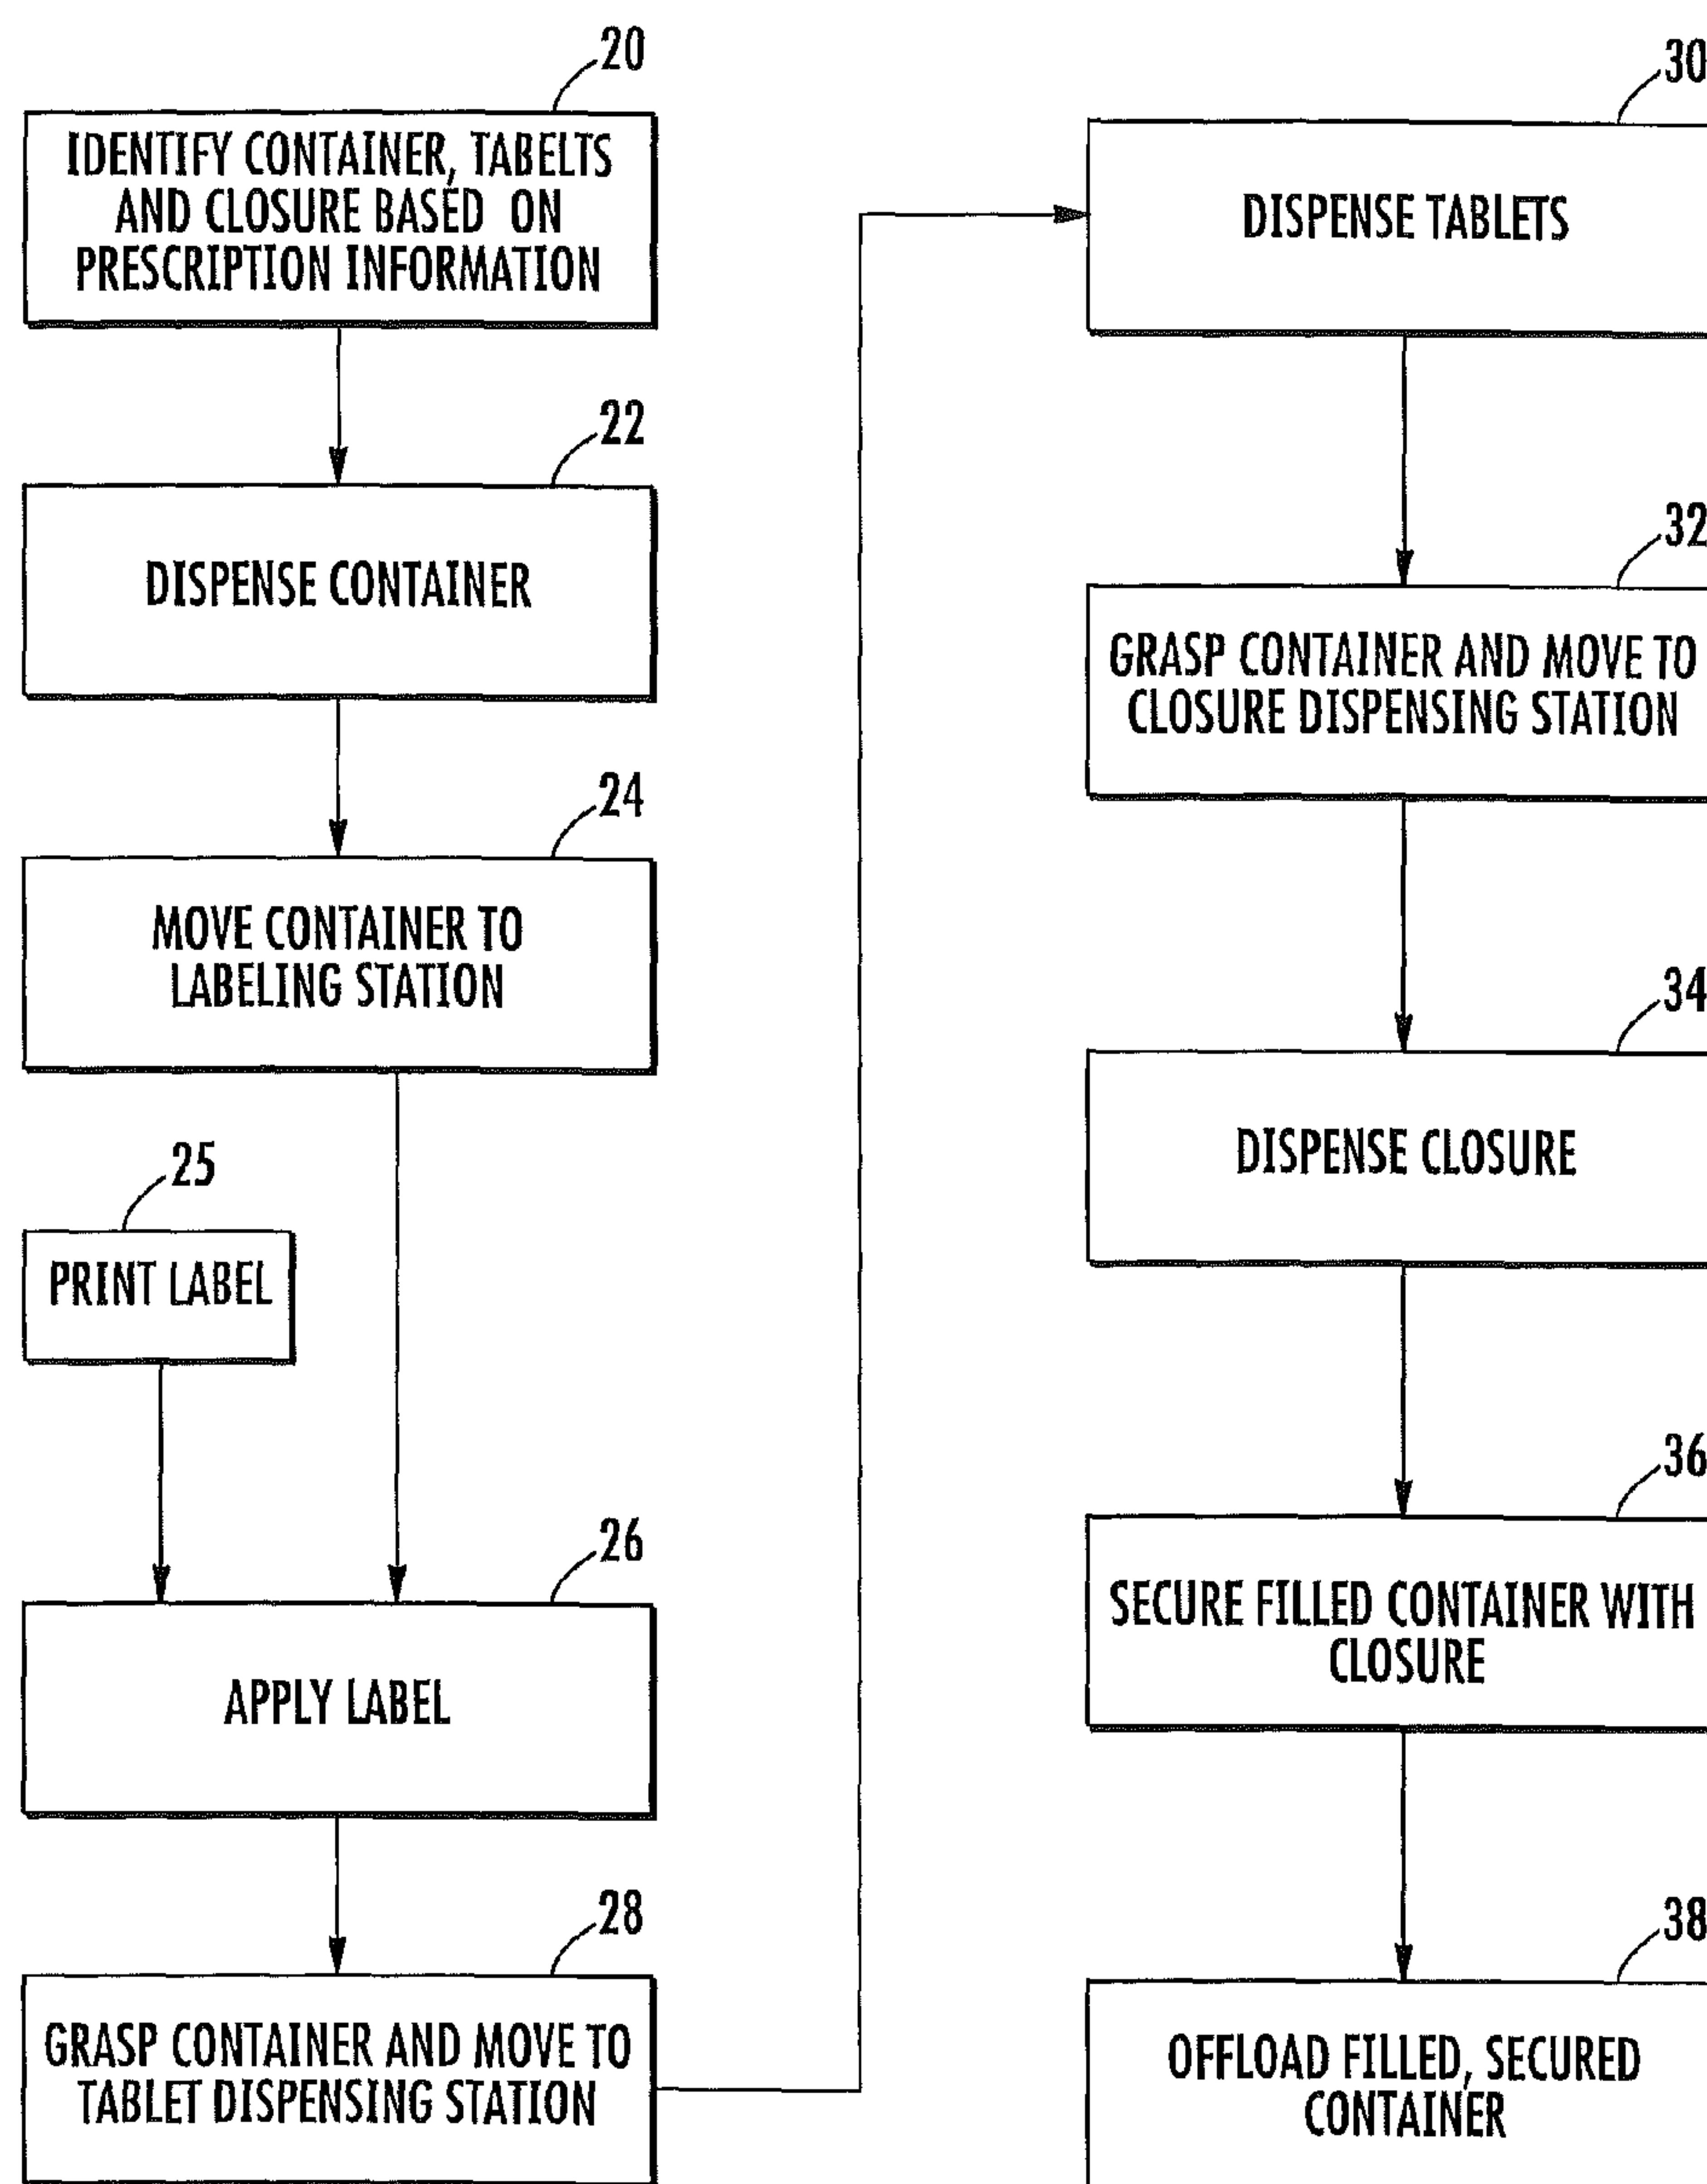 20
IDENTIFY CONTAINER, TABELTS
AND CLOSURE BASED ON
PRESCRIPTION INFORMATION
22
DISPENSE CONTAINER
24
MOVE CONTAINER TO
LABELING STATION
25
PRINT LABEL
26
APPLY LABEL
28
GRASP CONTAINER AND MOVE TO
TABLET DISPENSING STATION
30
DISPENSE TABLETS
32
GRASP CONTAINER AND MOVE TO
CLOSURE DISPENSING STATION
34
DISPENSE CLOSURE
36
SECURE FILLED CONTAINER WITH
CLOSURE
38
OFFLOAD FILLED, SECURED
CONTAINER